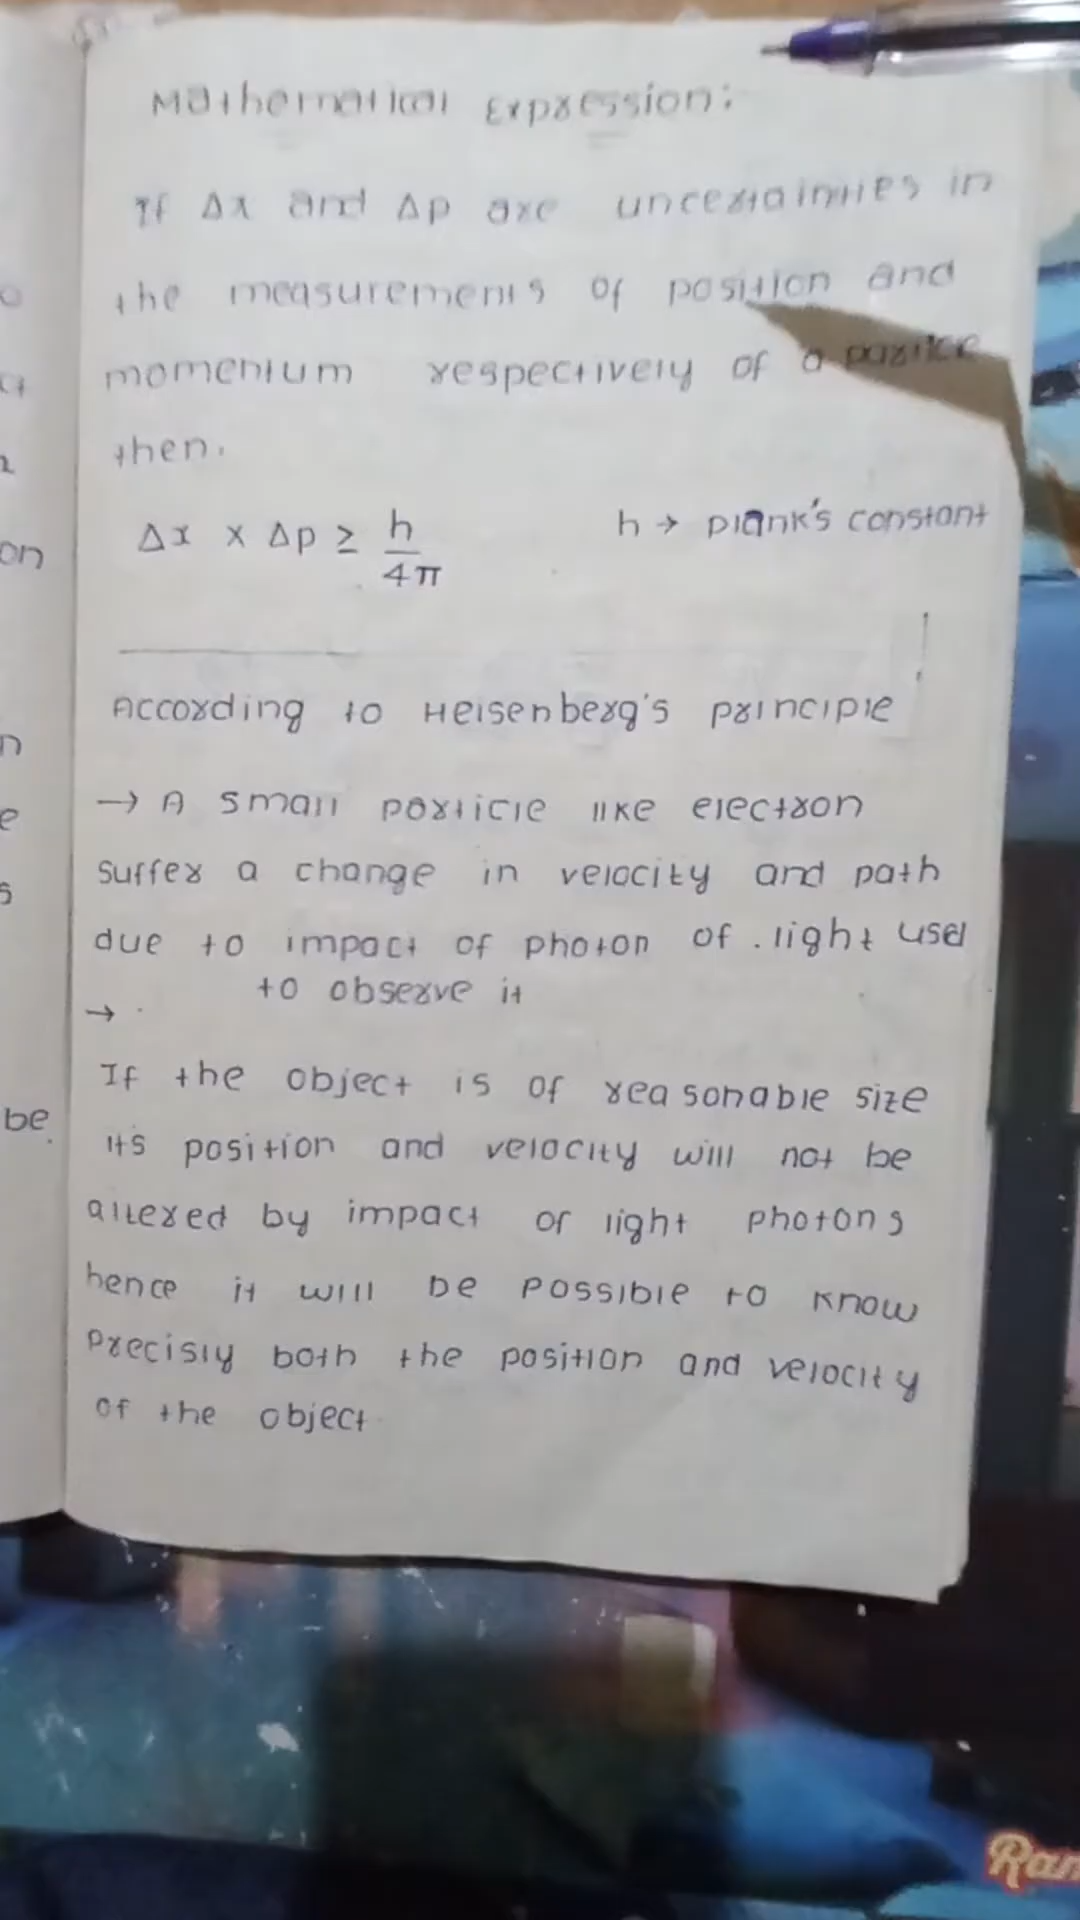 Mathematical Expression:
If Δx and Δp are uncertainties in
the measurements of position and
momentum respectively of a particle
then.
Δx × Δp ≥ h/4π h → plank's constant
According to Heisenberg's principle
→ A small particle like electron
suffer a change in velocity and path
due to impact of photon of . light used
to observe it
→
If the object is of reasonable size
it's position and velocity will not be
altered by impact of light photons
hence it will be possible to know
precisly both the position and velocity
of the object
on
n
e
s
be.
Ran